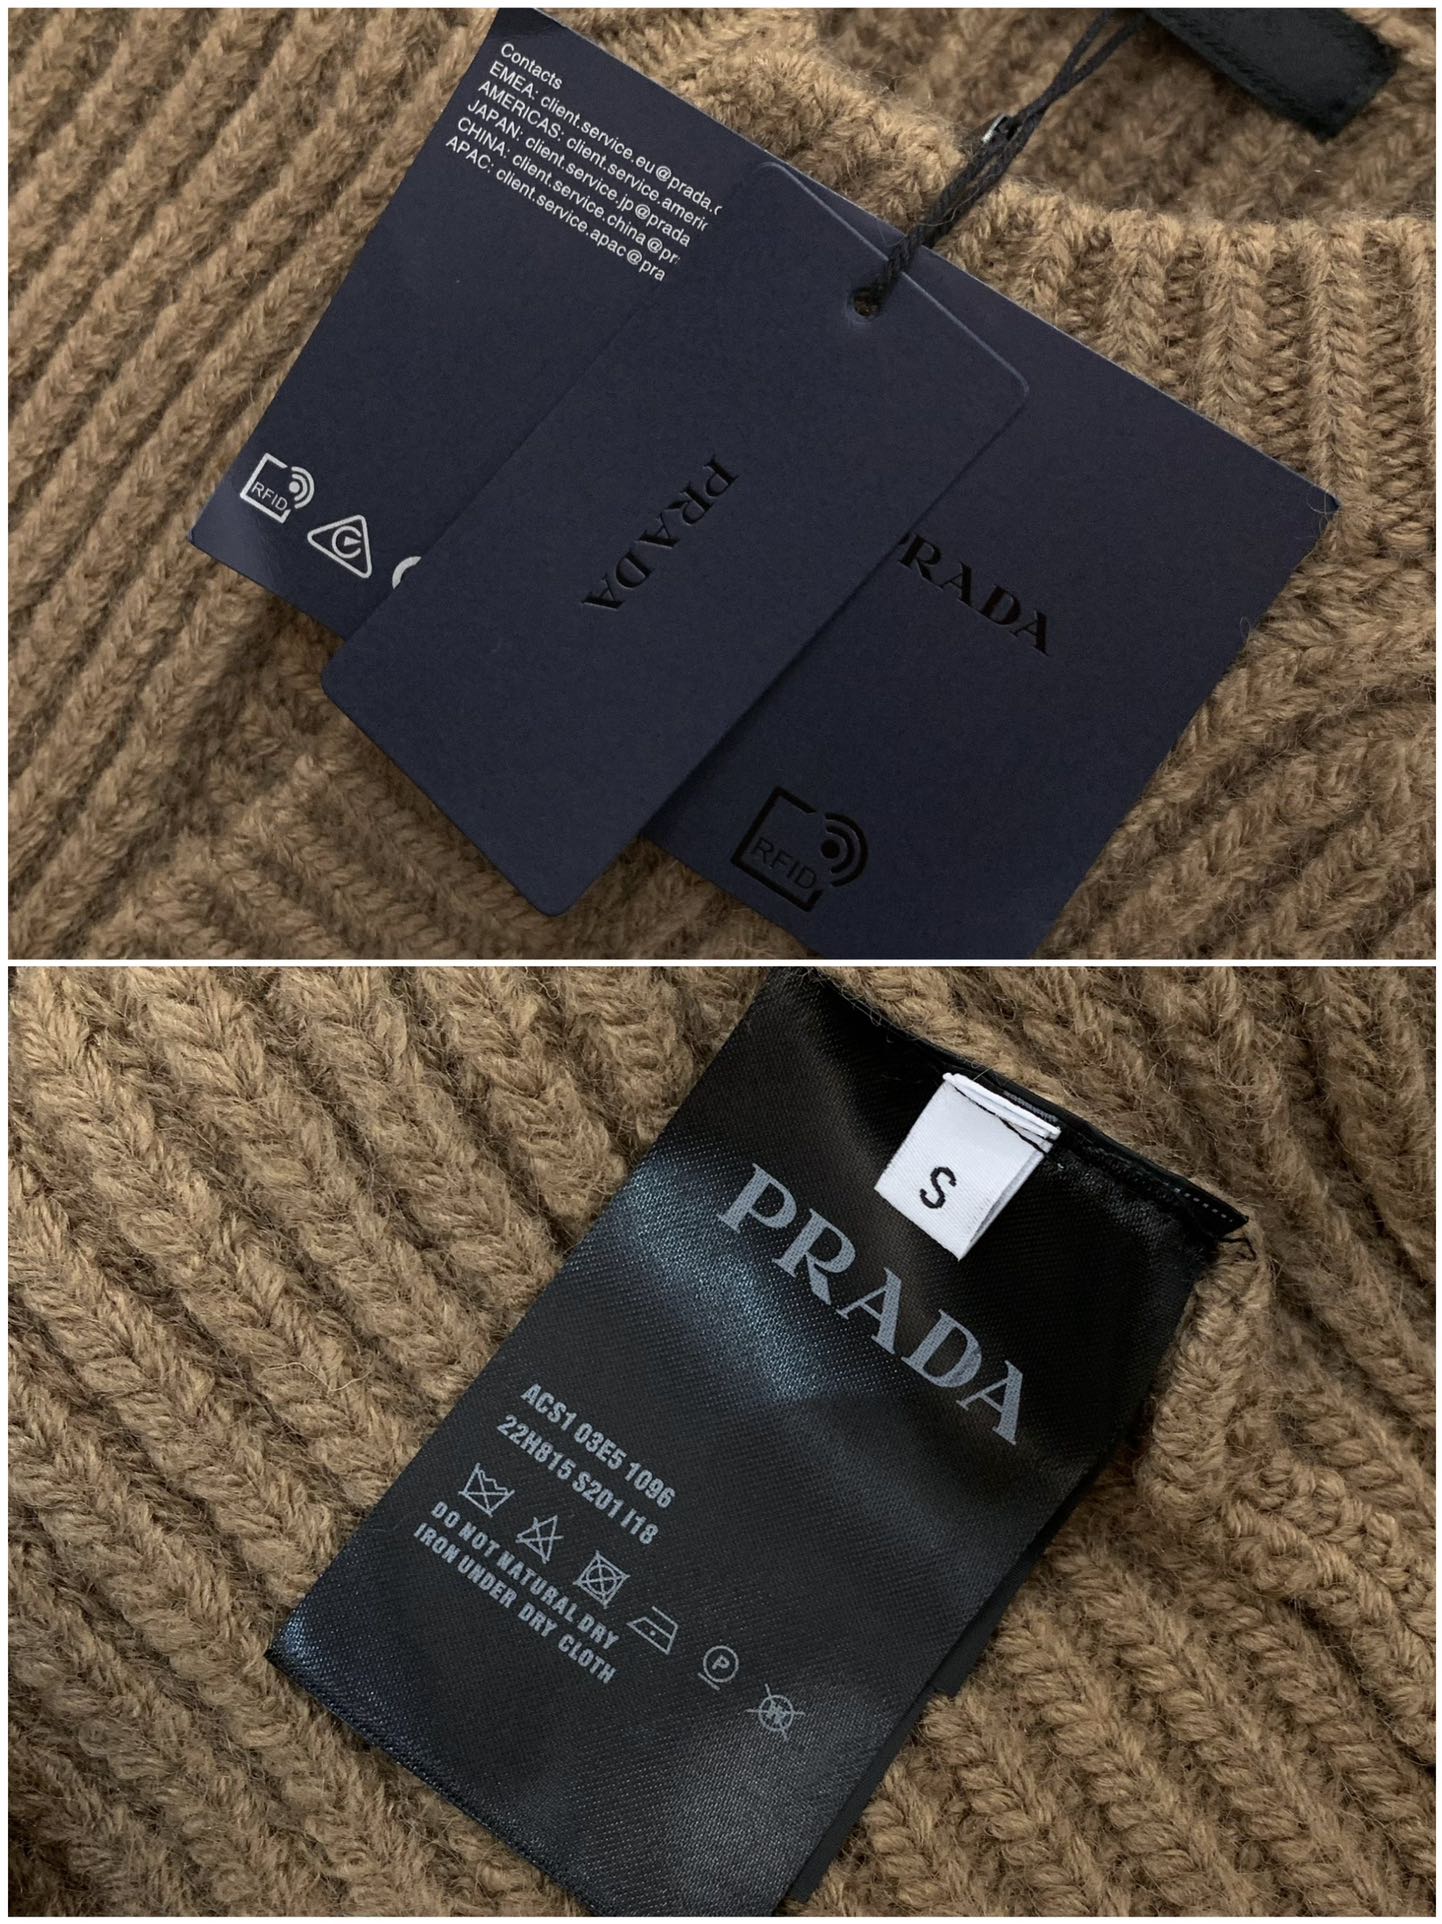 Contacts
EMEA: client.service.eu@prada.c
AMERICAS: client.service.americ
JAPAN: client.service.jp@prada
CHINA: client.service.china@pr
APAC: client.service.apac@pra
RFID
PRADA
PRADA
RFID
S
PRADA
ACS1 03E5 1096
22H815 S201 I18
P
DO NOT NATURAL DRY
IRON UNDER DRY CLOTH